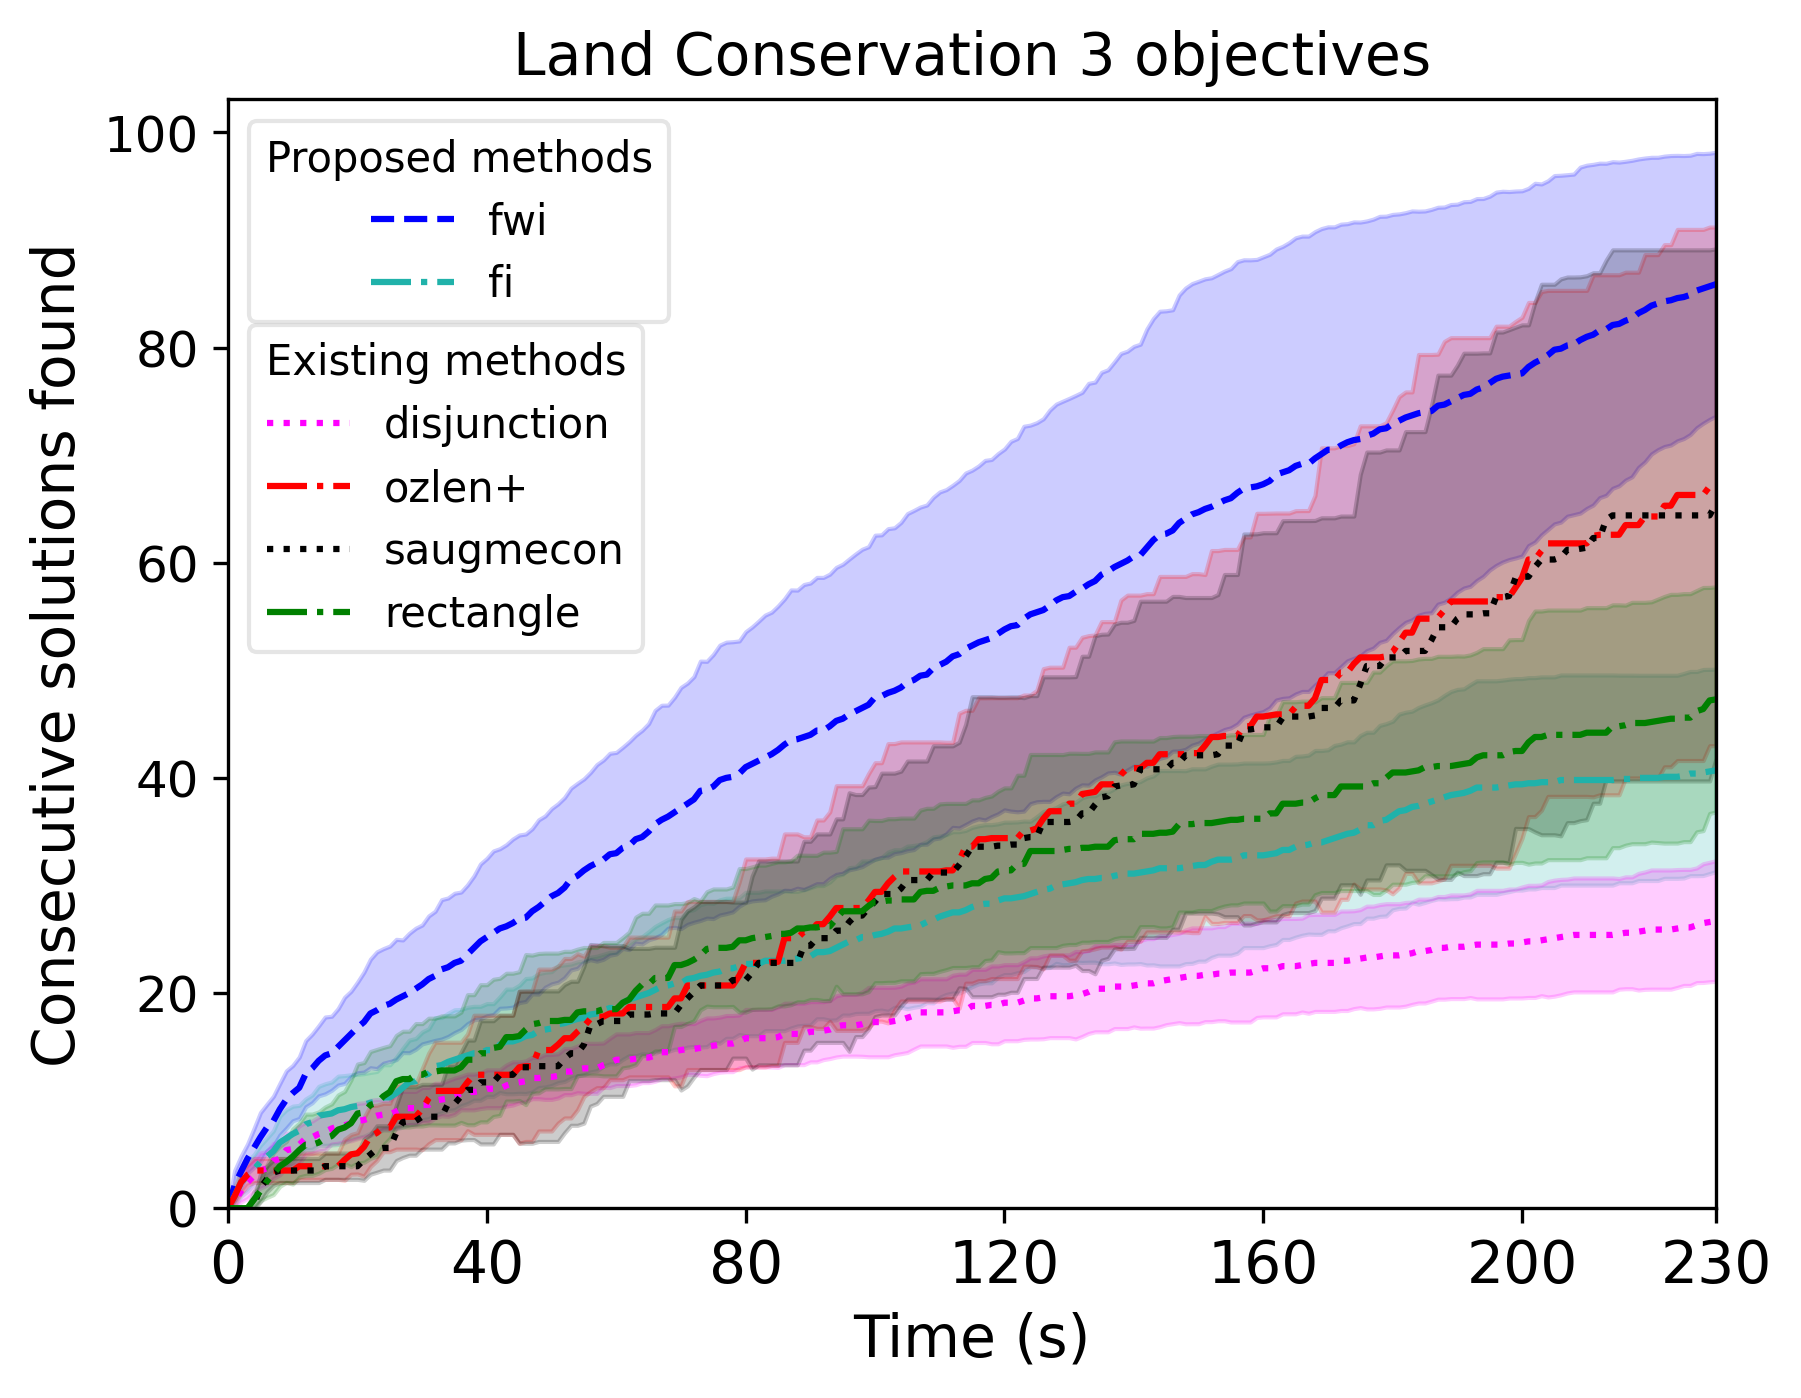 Land Conservation 3 objectives
Consecutive solutions found
100
80
60
40
20
0
Proposed methods
fwi
fi
Existing methods
disjunction
ozlen+
saugmecon
rectangle
0 40 80 120 160 200 230
Time (s)